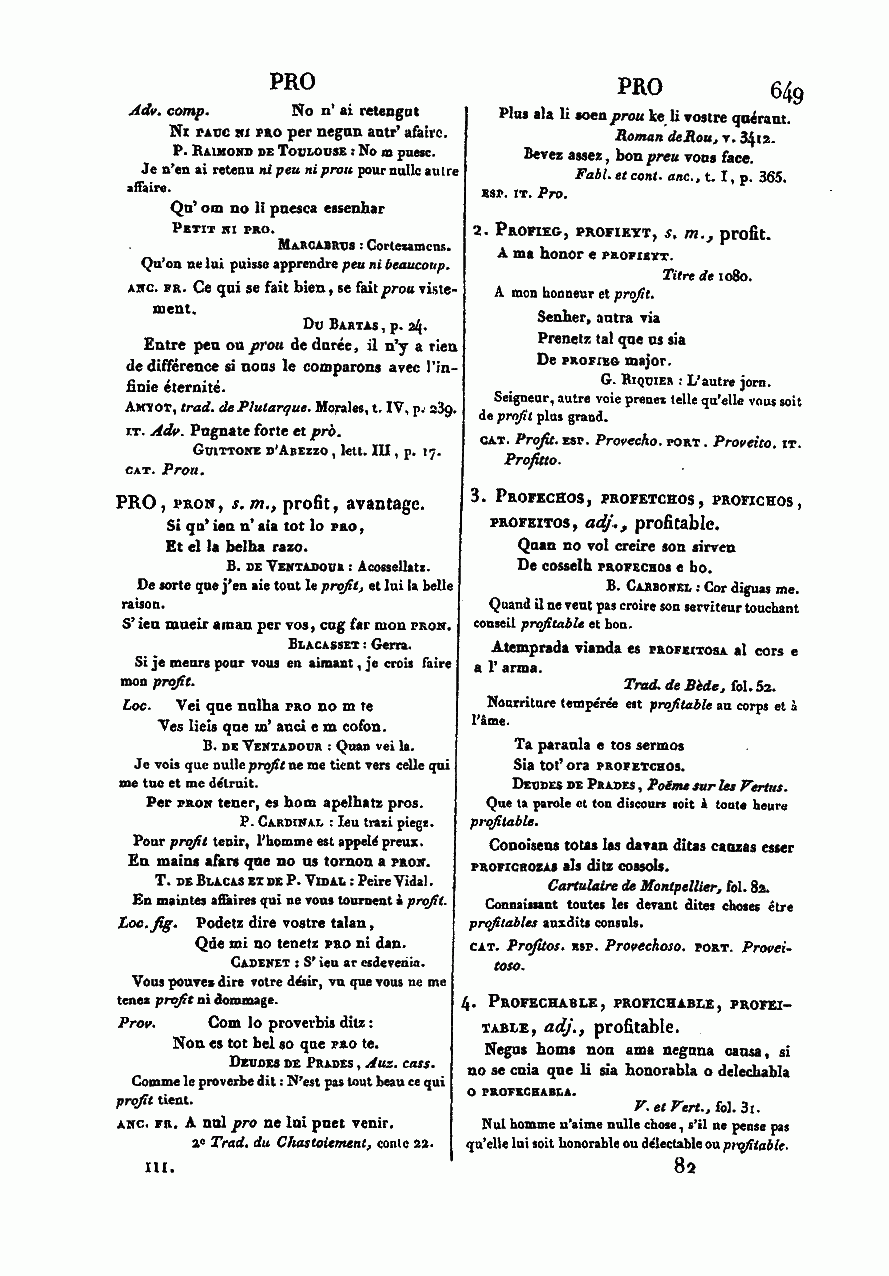 PRO
Adv. comp. No n' ai retengut
NI PAUC NI PRO per negun autr' afaire.
P. RAIMOND DE TOULOUSE : No m puesc.
Je n'en ai retenu ni peu ni prou pour nulle autre
affaire.
Qu' om no li puesca essenhar
PETIT NI PRO.
MARCABRUS : Cortezamens.
Qu'on ne lui puisse apprendre peu ni beaucoup.
ANC. FR. Ce qui se fait bien, se fait prou viste-
ment.
DU BARTAS, p. 24.
Entre peu ou prou de durée, il n'y a rien
de différence si nous le comparons avec l'in-
finie éternité.
AMYOT, trad. de Plutarque. Morales, t. IV, p. 239.
IT. Adv. Pugnate forte et prò.
GUITTONE D'AREZZO, lett. III, p. 17.
CAT. Prou.
PRO, PRON, s. m., profit, avantage.
Si qu' ieu n' aia tot lo PRO,
Et el la belha razo.
B. DE VENTADOUR : Acossellatz.
De sorte que j'en aie tout le profit, et lui la belle
raison.
S' ieu mueir aman per vos, cug far mon PRON.
BLACASSET : Gerra.
Si je meurs pour vous en aimant, je crois faire
mon profit.
Loc. Vei que nulha PRO no m te
Ves lieis que m' auci e m cofon.
B. DE VENTADOUR : Quan vei la.
Je vois que nulle profit ne me tient vers celle qui
me tue et me détruit.
Per PRON tener, es hom apelhatz pros.
P. CARDINAL : Ieu trazi piegz.
Pour profit tenir, l'homme est appelé preux.
En mains afars que no us tornon a PRON.
T. DE BLACAS ET DE P. VIDAL : Peire Vidal.
En maintes affaires qui ne vous tournent à profit.
Loc. fig. Podetz dire vostre talan,
Qde mi no tenetz PRO ni dan.
CADENET : S' ieu ar esdevenia.
Vous pouvez dire votre désir, vu que vous ne me
tenez profit ni dommage.
Prov. Com lo proverbis ditz :
Non es tot bel so que PRO te.
DEUDES DE PRADES, Auz. cass.
Comme le proverbe dit : N'est pas tout beau ce qui
profit tient.
ANC. FR. A nul pro ne lui puet venir.
2e Trad. du Chastoiement, conte 22.
III.
PRO 649
Plus ala li soen prou ke li vostre quérant.
Roman de Rou, v. 3412.
Bevez assez, bon preu vous face.
Fabl. et cont. anc., t. I, p. 365.
ESP. IT. Pro.
2. PROFIEG, PROFIEYT, s. m., profit.
A ma honor e PROFIEYT.
Titre de 1080.
A mon honneur et profit.
Senher, autra via
Prenetz tal que us sia
De PROFIEG major.
G. RIQUIER : L'autre jorn.
Seigneur, autre voie prenez telle qu'elle vous soit
de profit plus grand.
CAT. Profit. ESP. Provecho. PORT. Proveito. IT.
Profitto.
3. PROFECHOS, PROFETCHOS, PROFICHOS,
PROFEITOS, adj., profitable.
Quan no vol creire son sirven
De cosselh PROFECHOS e bo.
B. CARBONEL : Cor diguas me.
Quand il ne veut pas croire son serviteur touchant
conseil profitable et bon.
Atemprada vianda es PROFEITOSA al cors e
a l' arma.
Trad. de Bède, fol. 52.
Nourriture tempérée est profitable au corps et à
l'âme.
Ta paraula e tos sermos
Sia tot' ora PROFETCHOS.
DEUDES DE PRADES, Poëme sur les Vertus.
Que ta parole et ton discours soit à toute heure
profitable.
Conoisens totas las davan ditas cauzas esser
PROFICHOZAS als ditz cossols.
Cartulaire de Montpellier, fol. 82.
Connaissant toutes les devant dites choses être
profitables auxdits consuls.
CAT. Profitos. ESP. Provechoso. PORT. Provei-
toso.
4. PROFECHABLE, PROFICHABLE, PROFEI-
TABLE, adj., profitable.
Negus homs non ama neguna causa, si
no se cuia que li sia honorabla o delechabla
o PROFECHABLA.
V. et Vert., fol. 31.
Nul homme n'aime nulle chose, s'il ne pense pas
qu'elle lui soit honorable ou délectable ou profitable.
82